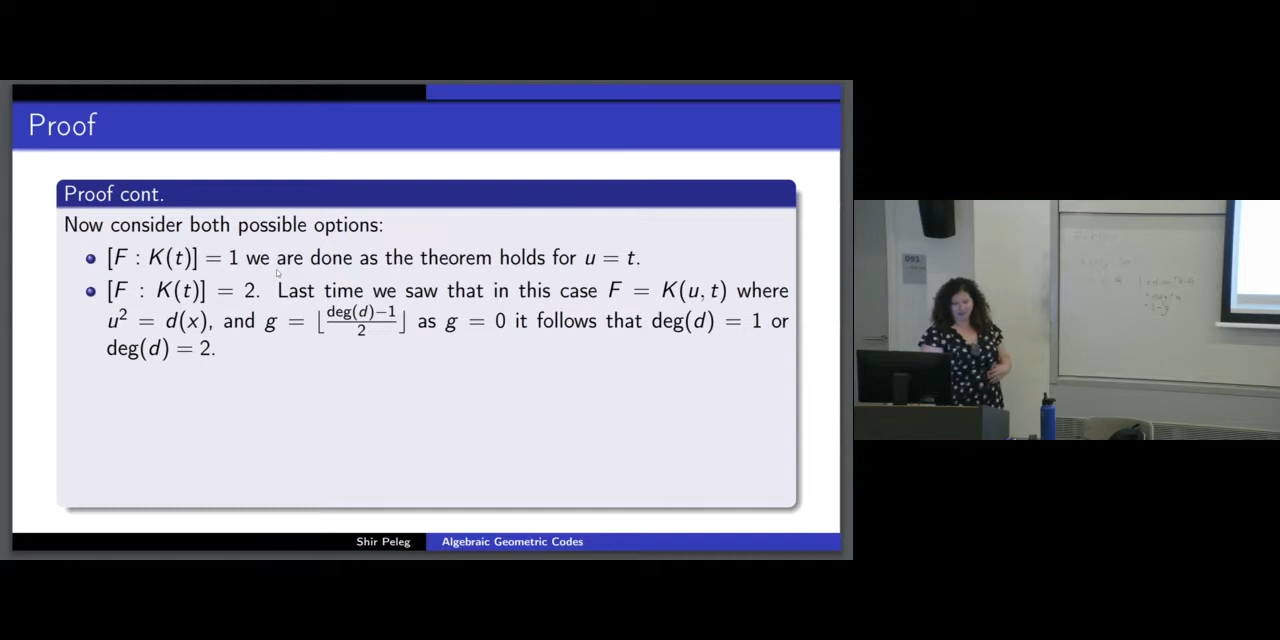 Proof
Proof cont.
Now consider both possible options:
[F : K(t)] = 1 we are done as the theorem holds for u = t.
[F : K(t)] = 2. Last time we saw that in this case F = K(u, t) where
u² = d(x), and g = ⌊(deg(d)−1)/2⌋ as g = 0 it follows that deg(d) = 1 or
deg(d) = 2.
Shir Peleg
Algebraic Geometric Codes